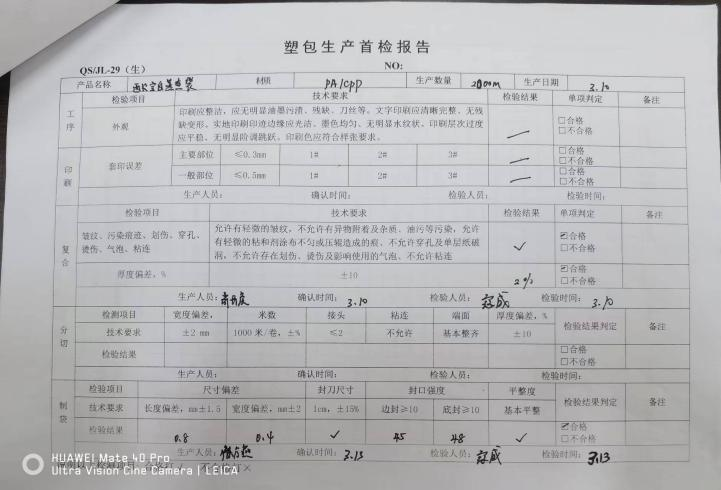 塑包生产首检报告
QS/JL-29（生） NO:
产品名称 材质 PA/CPP 生产数量 2000m 生产日期 3.10
工序 检验项目 技术要求 检验结果 单项判定 备注
印刷 外观 印刷应整洁，应无明显油墨污渍、残缺、刀丝等。文字印刷应清晰完整、无残
缺变形、实地印刷印迹边缘应光洁、墨色均匀、无明显水纹状、印刷层次过度
应平稳、无明显阶调跳跃。印刷色应符合样张要求。 — □合格
□不合格
套印误差 主要部位 ≤0.3mm 1# 2# 3# — □合格
□不合格
一般部位 ≤0.5mm 1# 2# 3# — □合格
□不合格
生产人员： 确认时间： 检验人员： 检验时间：
复合 检验项目 技术要求 检验结果 单项判定 备注
皱纹、污染痕迹、划伤、穿孔、
烫伤、气泡、粘连 允许有轻微的皱纹，不允许有异物附着及杂质、油污等污染，允许
有轻微的粘和剂涂布不匀或压辊造成的痕、不允许穿孔及单层纸破
洞，不允许存在划伤、烫伤及影响使用的气泡、不允许粘连 ✓ ☑合格
□不合格
厚度偏差，% ±10 2% ☑合格
□不合格
生产人员： 确认时间： 3.10 检验人员： 检验时间： 3.10
分切 检测项目 宽度偏差， 米数 接头 粘连 端面 厚度偏差，% 检验结果判定 备注
技术要求 ±2 mm 1000 米/卷，±% ≤2 不允许 基本整齐 ±10
检验结果 □合格
□不合格
生产人员： 确认时间： 检验人员： 检验时间：
制袋 检验项目 尺寸偏差 封刀尺寸 封口强度 平整度 检验结果判定 备注
技术要求 长度偏差，mm±1.5 宽度偏差，mm±2 1cm，±15% 边封≥10 底封≥10 基本平整
检验结果 0.8 0.4 ✓ 45 48 ✓ ☑合格
□不合格
生产人员： 确认时间： 3.13 检验人员： 检验时间： 3.13
HUAWEI Mate 40 Pro
Ultra Vision Cine Camera | LEICA